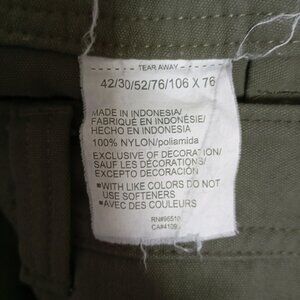 TEAR AWAY
42/30/52/76/106 X 76
MADE IN INDONESIA/
FABRIQUÉ EN INDONÉSIE/
HECHO EN INDONESIA
100% NYLON/poliamida
EXCLUSIVE OF DECORATION/
SAUF LES DÉCORATIONS/
EXCEPTO DECORACIÓN
▪WITH LIKE COLORS DO NOT
USE SOFTENERS
▪AVEC DES COULEURS
RN#96510
CA#4109